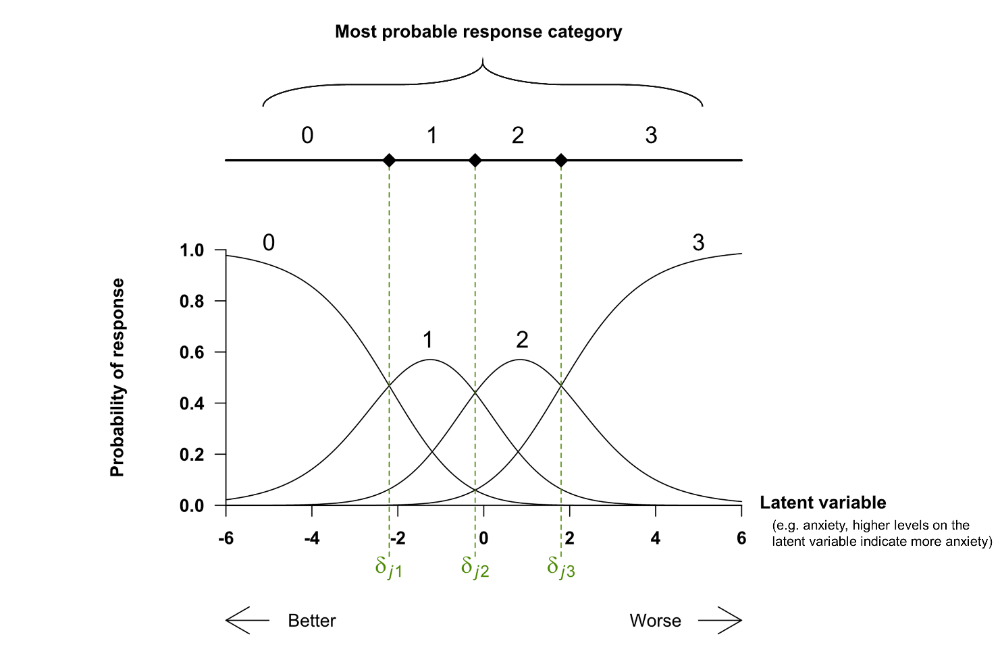 Most probable response category
0 1 2 3
0 3
1.0
0.8
1 2
0.6
0.4
0.2
0.0
Probability of response
-6 -4 -2 0 2 4 6
Latent variable
(e.g. anxiety, higher levels on the
latent variable indicate more anxiety)
δj1 δj2 δj3
Better Worse